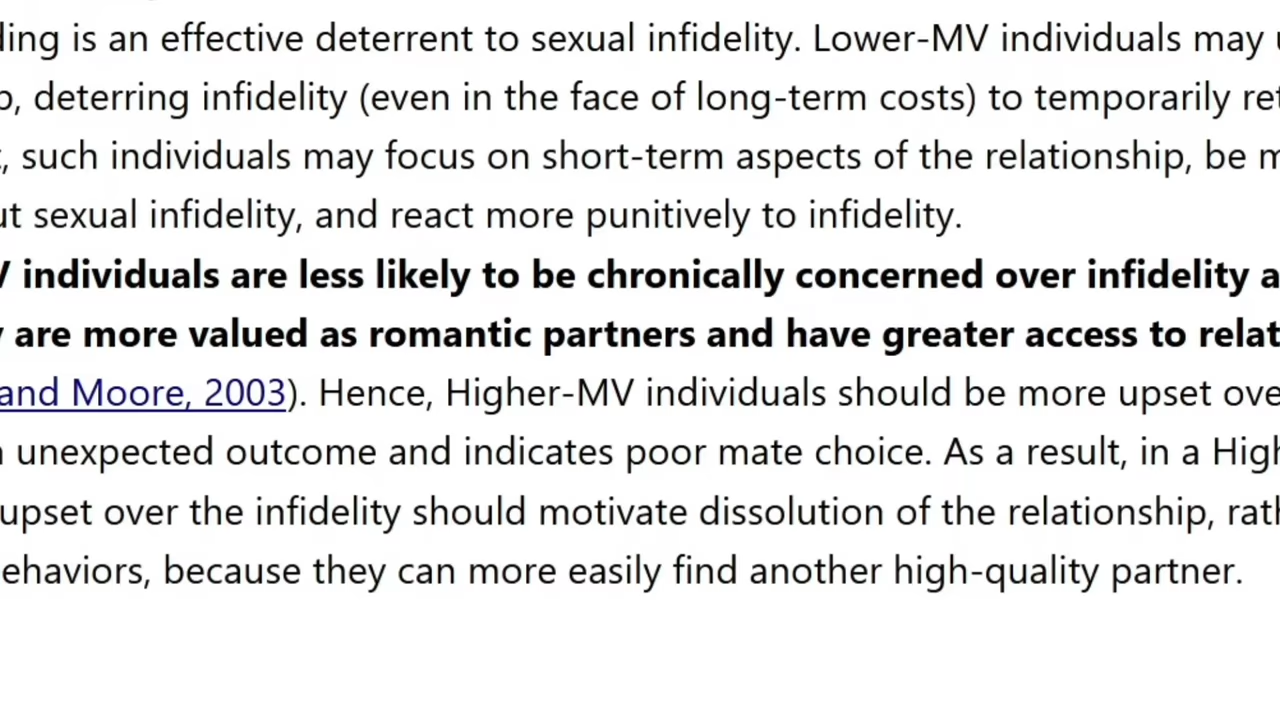 ding is an effective deterrent to sexual infidelity. Lower-MV individuals may
, deterring infidelity (even in the face of long-term costs) to temporarily
, such individuals may focus on short-term aspects of the relationship, be
ut sexual infidelity, and react more punitively to infidelity.
V individuals are less likely to be chronically concerned over infidelity
are more valued as romantic partners and have greater access to relat
and Moore, 2003). Hence, Higher-MV individuals should be more upset ove
unexpected outcome and indicates poor mate choice. As a result, in a High
upset over the infidelity should motivate dissolution of the relationship, rath
ehaviors, because they can more easily find another high-quality partner.